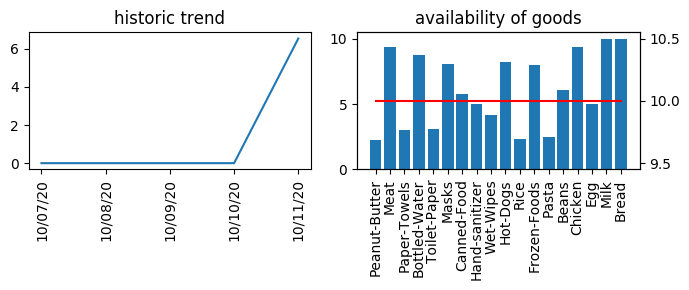 historic trend
6
4
2
0
10/07/20
10/08/20
10/09/20
10/10/20
10/11/20
availability of goods
10
5
0
10.5
10.0
9.5
Peanut-Butter
Meat
Paper-Towels
Bottled-Water
Toilet-Paper
Masks
Canned-Food
Hand-sanitizer
Wet-Wipes
Hot-Dogs
Rice
Frozen-Foods
Pasta
Beans
Chicken
Egg
Milk
Bread